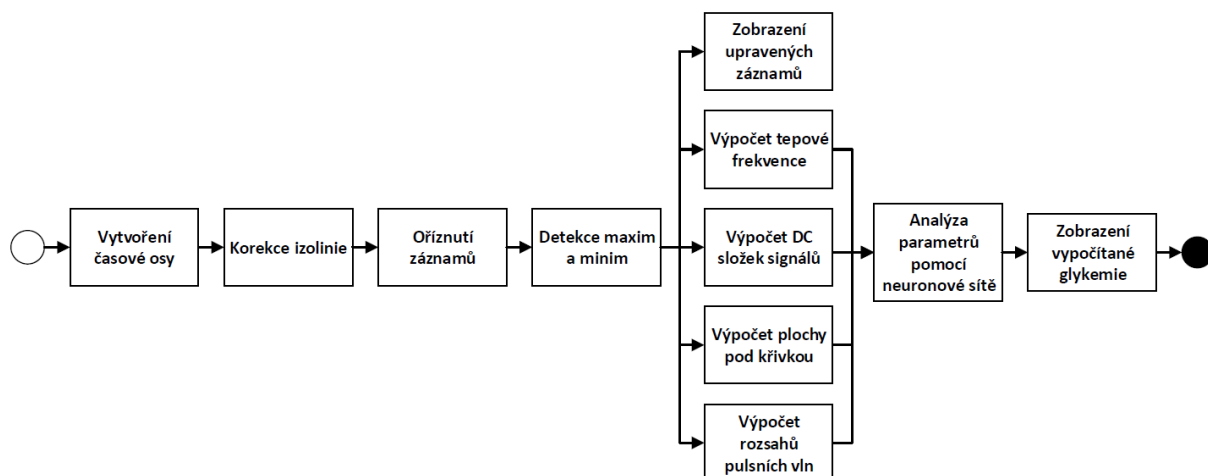 Vytvoření
časové osy
Korekce izolinie
Oříznutí
záznamů
Detekce maxim
a minim
Zobrazení
upravených
záznamů
Výpočet tepové
frekvence
Výpočet DC
složek signálů
Výpočet plochy
pod křivkou
Výpočet
rozsahů
pulsních vln
Analýza
parametrů
pomocí
neuronové sítě
Zobrazení
vypočítané
glykemie